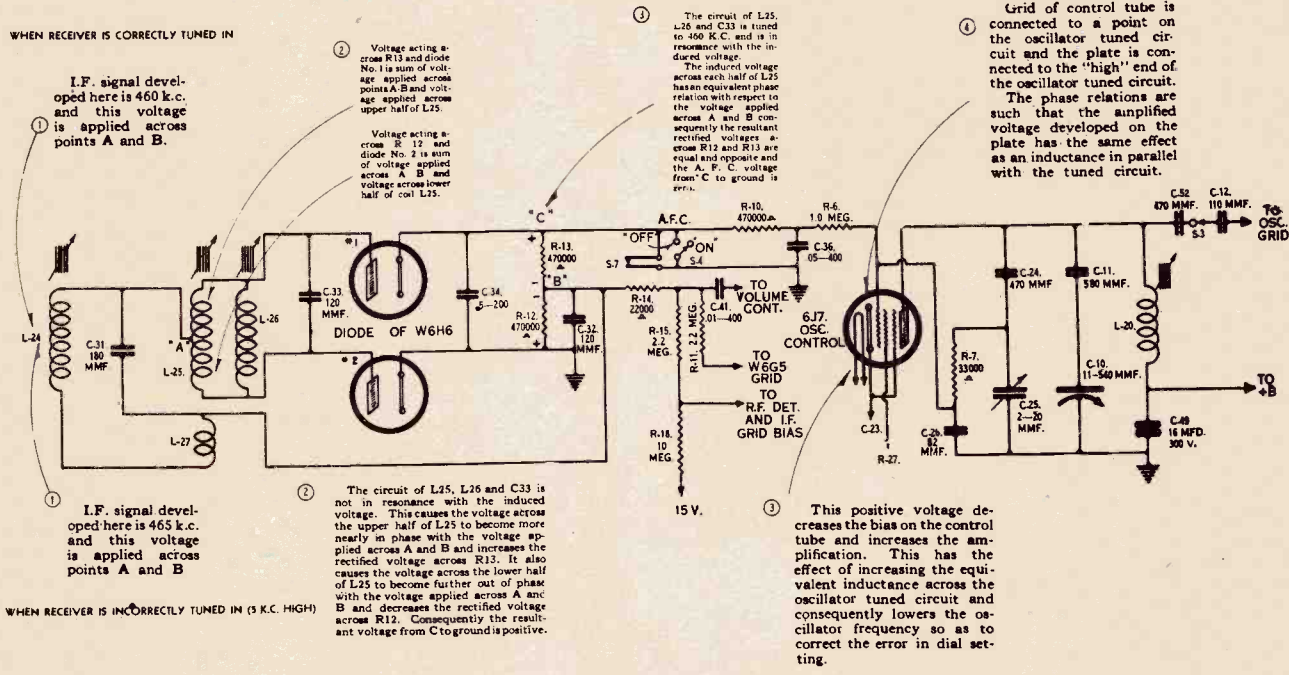 WHEN RECEIVER IS CORRECTLY TUNED IN
① I.F. signal devel-
oped here is 460 k.c.
and this voltage
is applied across
points A and B.
② Voltage acting a-
cross R13 and diode
No. 1 is sum of volt-
age applied across
points A-B and volt-
age applied across
upper half of L25.
Voltage acting a-
cross R 12 and
diode No. 2 is sum
of voltage applied
across A B and
voltage across lower
half of coil L25.
③ The circuit of L25,
L26 and C33 is tuned
to 460 K.C. and is in
resonance with the in-
duced voltage.
The induced voltage
across each half of L25
has an equivalent phase
relation with respect to
the voltage applied
across A and B con-
sequently the resultant
rectified voltages a-
cross R12 and R13 are
equal and opposite and
the A. F. C. voltage
from C to ground is
zero.
④ Grid of control tube is
connected to a point on
the oscillator tuned cir-
cuit and the plate is con-
nected to the "high" end of
the oscillator tuned circuit.
The phase relations are
such that the amplified
voltage developed on the
plate has the same effect
as an inductance in parallel
with the tuned circuit.
L-24
C.31
180
MMF
"A"
L-25.
L-26
L-27
C.33.
120
MMF.
*1
DIODE OF W6H6
*2
C.34.
.5—200
"C"
+
R-13.
470000
"B"
R-12.
470000
+
C.32.
120
MMF.
A.F.C.
"OFF"
"ON"
S.7
S.4
R-10.
470000
R-6.
1.0 MEG.
C.36.
.05—400
R-14.
22000
C.41.
.01—400
TO
VOLUME
CONT.
R-15.
2.2
MEG.
R-11. 2.2 MEG.
TO
W6G5
GRID
TO
R.F. DET.
AND I.F.
GRID BIAS
R-18.
10
MEG.
15 V.
6J7.
OSC.
CONTROL
C.23.
R-27.
R-7.
33000
C.26.
82
MMF.
C.24.
470 MMF
C.25.
2—20
MMF.
C.11.
580 MMF.
C.10.
11-540 MMF.
L-20.
C.52
470 MMF.
C.12.
110 MMF.
S.3
TO
OSC.
GRID
TO
+B
C.49
16 MFD.
300 V.
① I.F. signal devel-
oped here is 465 k.c.
and this voltage
is applied across
points A and B
WHEN RECEIVER IS INCORRECTLY TUNED IN (5 K.C. HIGH)
② The circuit of L25, L26 and C33 is
not in resonance with the induced
voltage. This causes the voltage across
the upper half of L25 to become more
nearly in phase with the voltage ap-
plied across A and B and increases the
rectified voltage across R13. It also
causes the voltage across the lower half
of L25 to become further out of phase
with the voltage applied across A and
B and decreases the rectified voltage
across R12. Consequently the result-
ant voltage from C to ground is positive.
③ This positive voltage de-
creases the bias on the control
tube and increases the am-
plification. This has the
effect of increasing the equi-
valent inductance across the
oscillator tuned circuit and
consequently lowers the os-
cillator frequency so as to
correct the error in dial set-
ting.